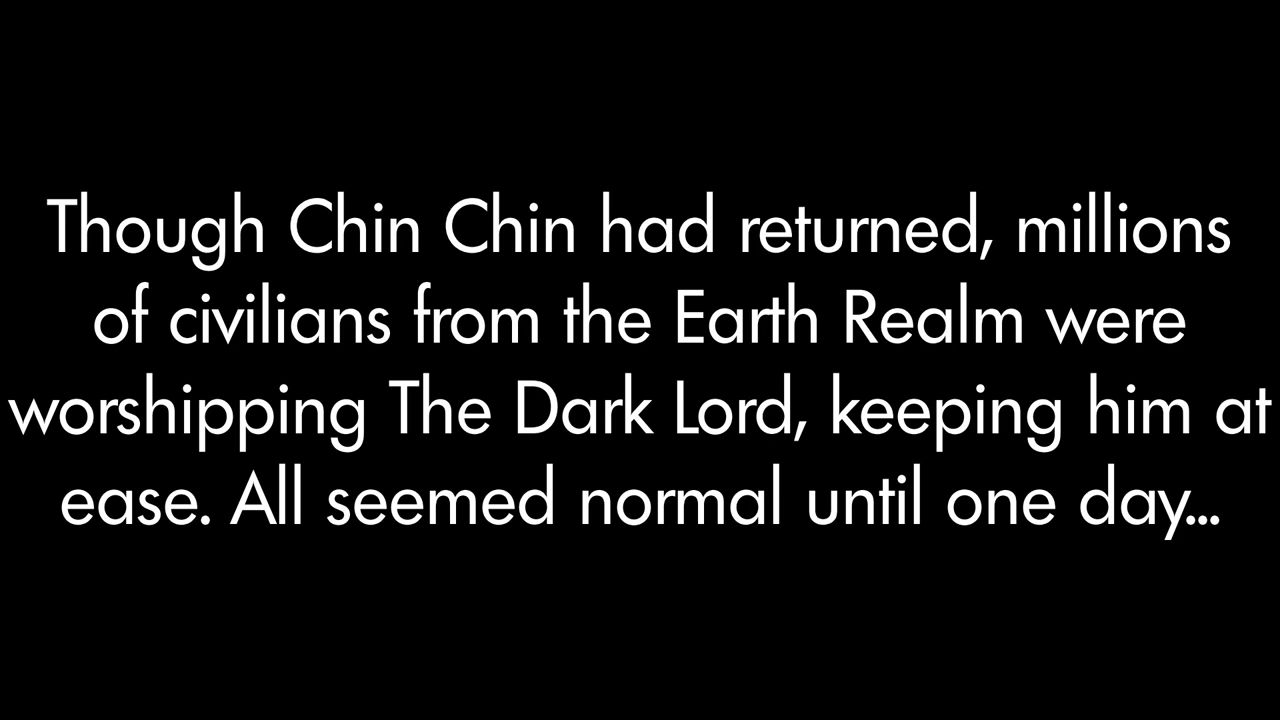 Though Chin Chin had returned, millions
of civilians from the Earth Realm were
worshipping The Dark Lord, keeping him at
ease. All seemed normal until one day...